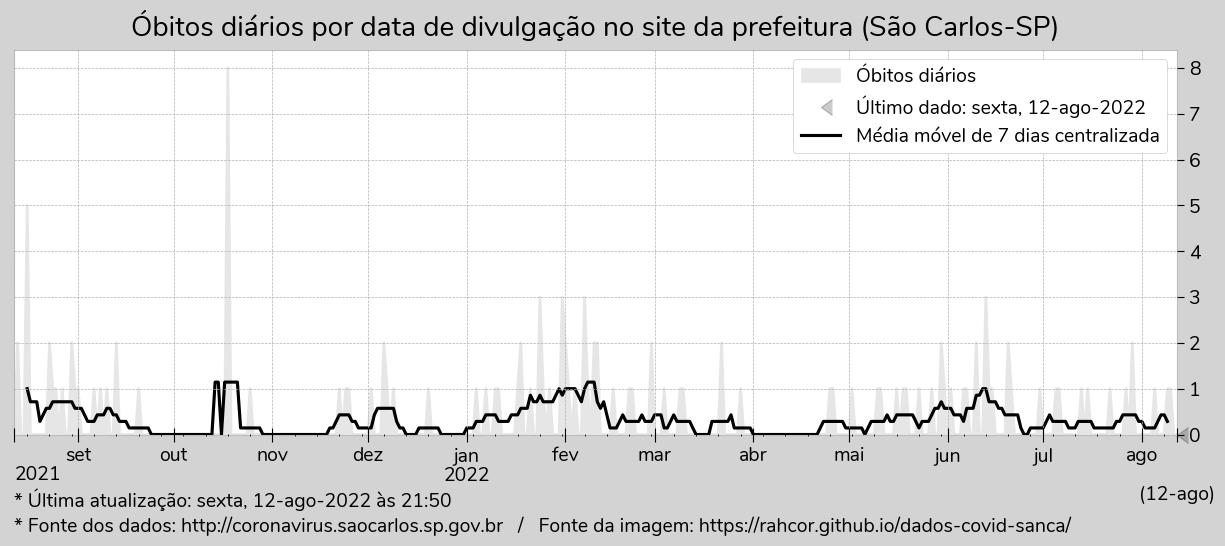 Óbitos diários por data de divulgação no site da prefeitura (São Carlos-SP)
Óbitos diários
Último dado: sexta, 12-ago-2022
Média móvel de 7 dias centralizada
8
7
6
5
4
3
2
1
0
set out nov dez jan fev mar abr mai jun jul ago
2021 2022
(12-ago)
* Última atualização: sexta, 12-ago-2022 às 21:50
* Fonte dos dados: http://coronavirus.saocarlos.sp.gov.br / Fonte da imagem: https://rahcor.github.io/dados-covid-sanca/